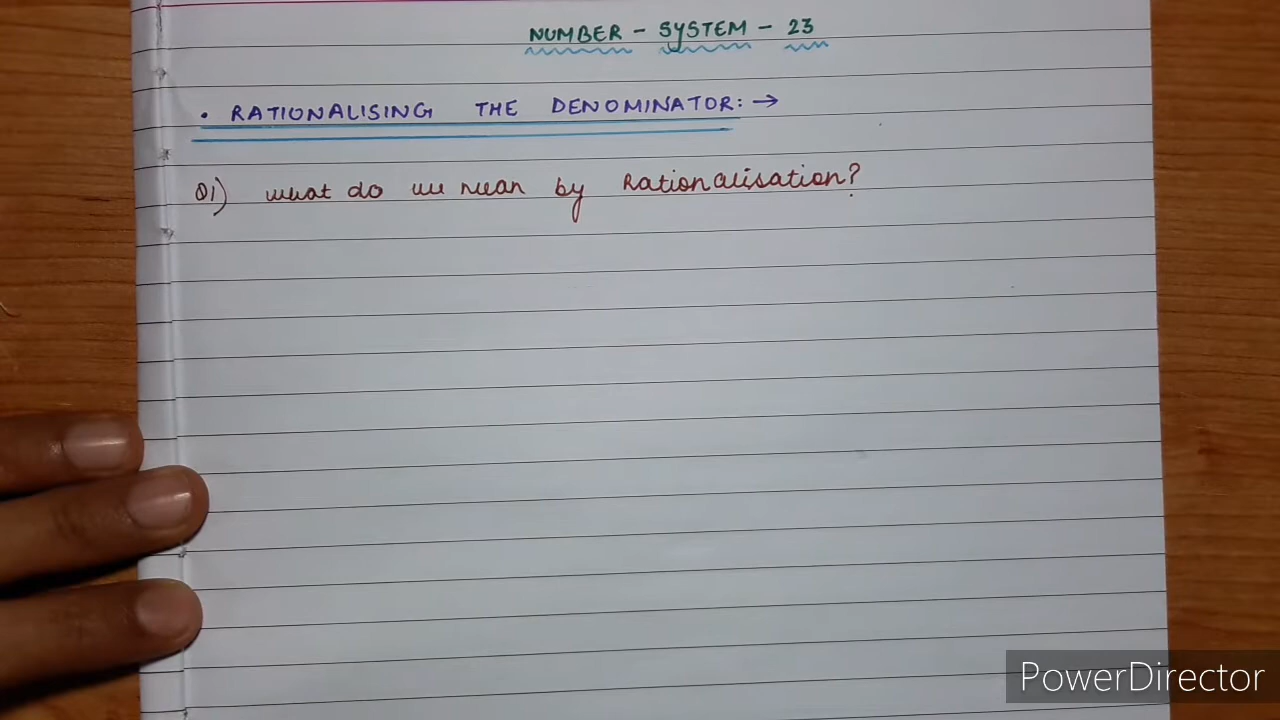 NUMBER - SYSTEM - 23
• RATIONALISING THE DENOMINATOR: →
Q1) What do we mean by Rationalisation?
PowerDirector